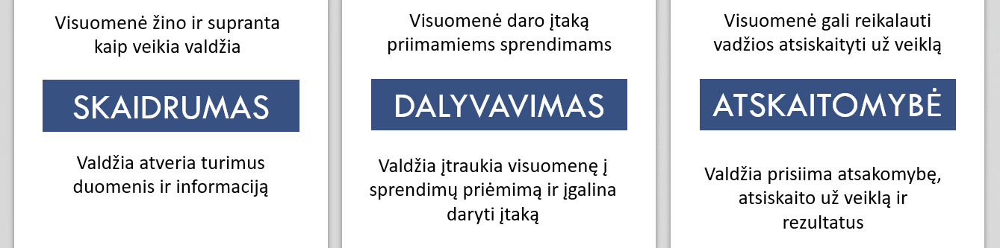 Visuomenė žino ir supranta
kaip veikia valdžia
SKAIDRUMAS
Valdžia atveria turimus
duomenis ir informaciją
Visuomenė daro įtaką
priimamiems sprendimams
DALYVAVIMAS
Valdžia įtraukia visuomenę į
sprendimų priėmimą ir įgalina
daryti įtaką
Visuomenė gali reikalauti
vadžios atsiskaityti už veiklą
ATSKAITOMYBĖ
Valdžia prisiima atsakomybę,
atsiskaito už veiklą ir
rezultatus